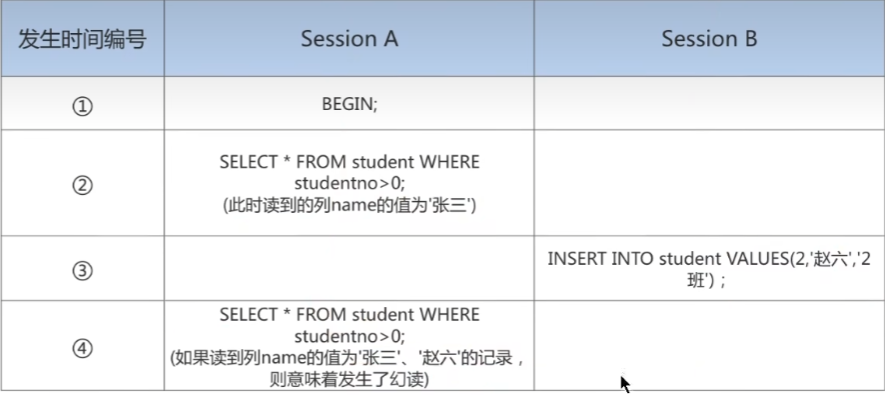 发生时间编号 Session A Session B
① BEGIN;
② SELECT * FROM student WHERE
studentno>0;
(此时读到的列name的值为'张三')
③ INSERT INTO student VALUES(2,'赵六','2
班')；
④ SELECT * FROM student WHERE
studentno>0;
(如果读到列name的值为'张三'、'赵六'的记录，
则意味着发生了幻读)